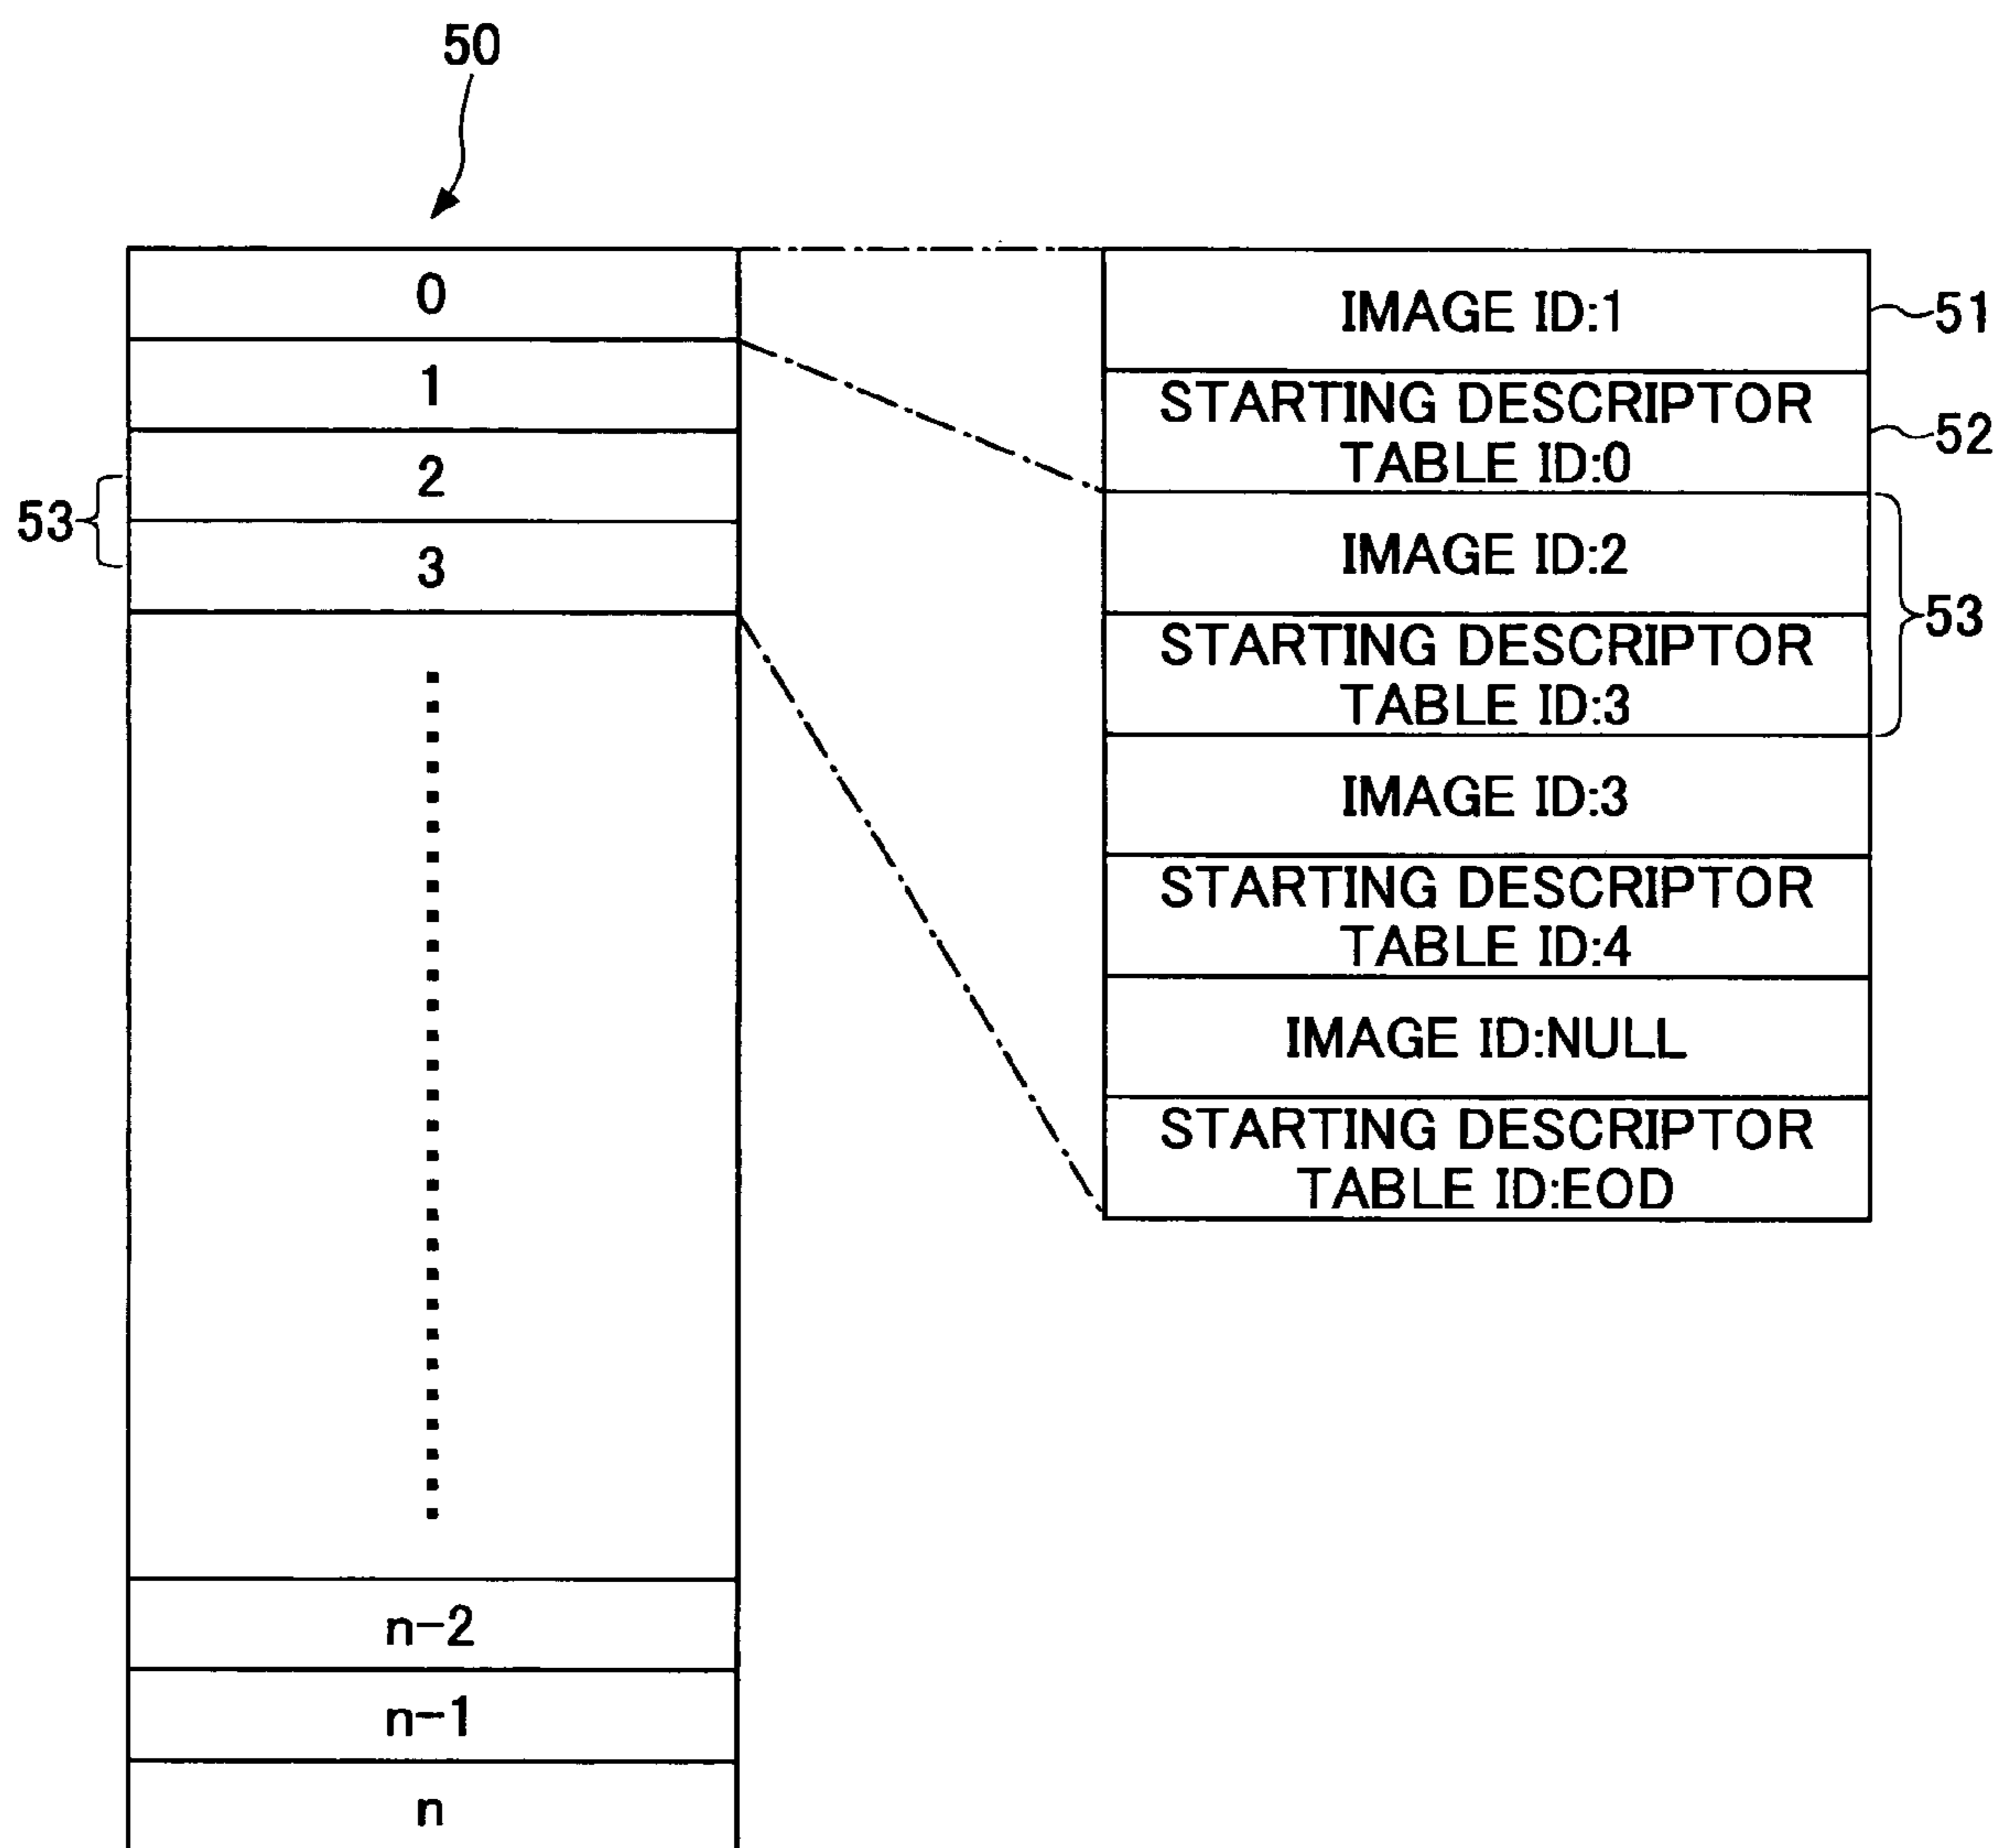 50
0
1
2
3
53
n-2
n-1
n
IMAGE ID:1
51
STARTING DESCRIPTOR
TABLE ID:0
52
IMAGE ID:2
STARTING DESCRIPTOR
TABLE ID:3
53
IMAGE ID:3
STARTING DESCRIPTOR
TABLE ID:4
IMAGE ID:NULL
STARTING DESCRIPTOR
TABLE ID:EOD